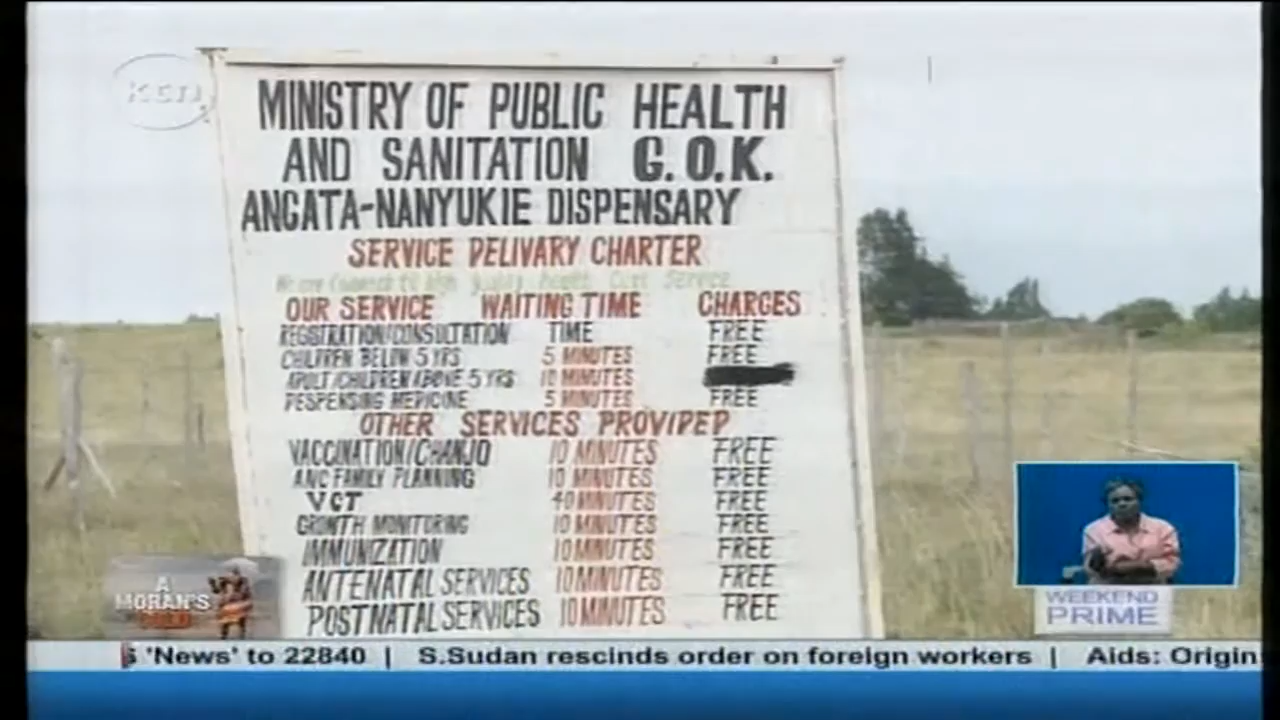 ktn
MINISTRY OF PUBLIC HEALTH
AND SANITATION G.O.K.
ANGATA-NANYUKIE DISPENSARY
SERVICE DELIVARY CHARTER
OUR SERVICE WAITING TIME CHARGES
REGISTRATION/CONSULTATION TIME FREE
CHILDREN BELOW 5 YRS 5 MINUTES FREE
ADULT/CHILDREN ABOVE 5 YRS 10 MINUTES
DESPENSING MEDICINE 5 MINUTES FREE
OTHER SERVICES PROVIDED
VACCINATION/CHANJO 10 MINUTES FREE
ANC FAMILY PLANNING 10 MINUTES FREE
VCT 40 MINUTES FREE
GROWTH MONITORING 10 MINUTES FREE
IMMUNIZATION 10 MINUTES FREE
ANTENATAL SERVICES 10 MINUTES FREE
POSTNATAL SERVICES 10 MINUTES FREE
A
MORAN'S
WEEKEND
PRIME
'News' to 22840 | S.Sudan rescinds order on foreign workers | Aids: Origin